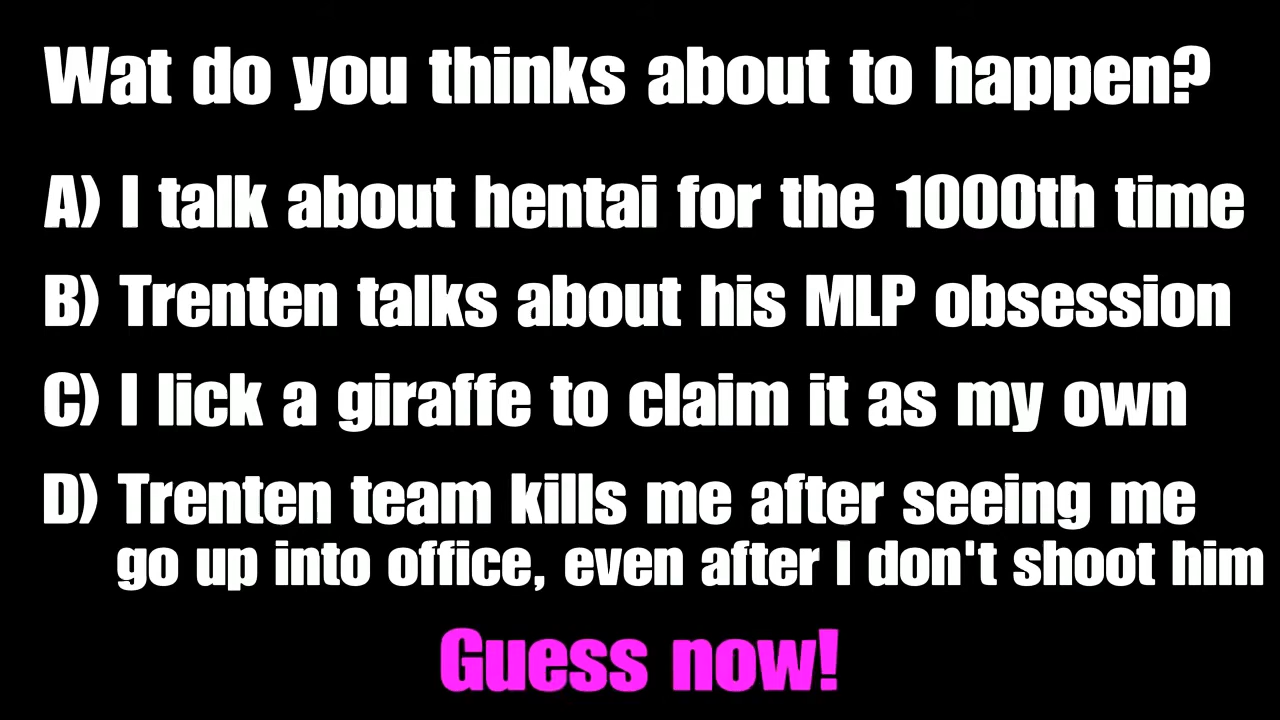 Wat do you thinks about to happen?
A) I talk about hentai for the 1000th time
B) Trenten talks about his MLP obsession
C) I lick a giraffe to claim it as my own
D) Trenten team kills me after seeing me
go up into office, even after I don't shoot him
Guess now!